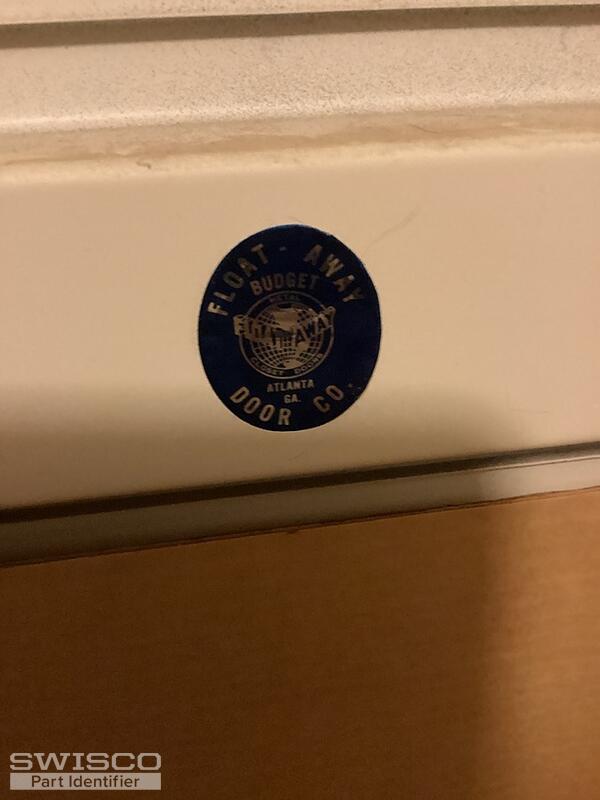 FLOAT - AWAY
BUDGET
METAL
FLOAT AWAY
CLOSET DOORS
ATLANTA
GA.
DOOR CO.
SWISCO
Part Identifier